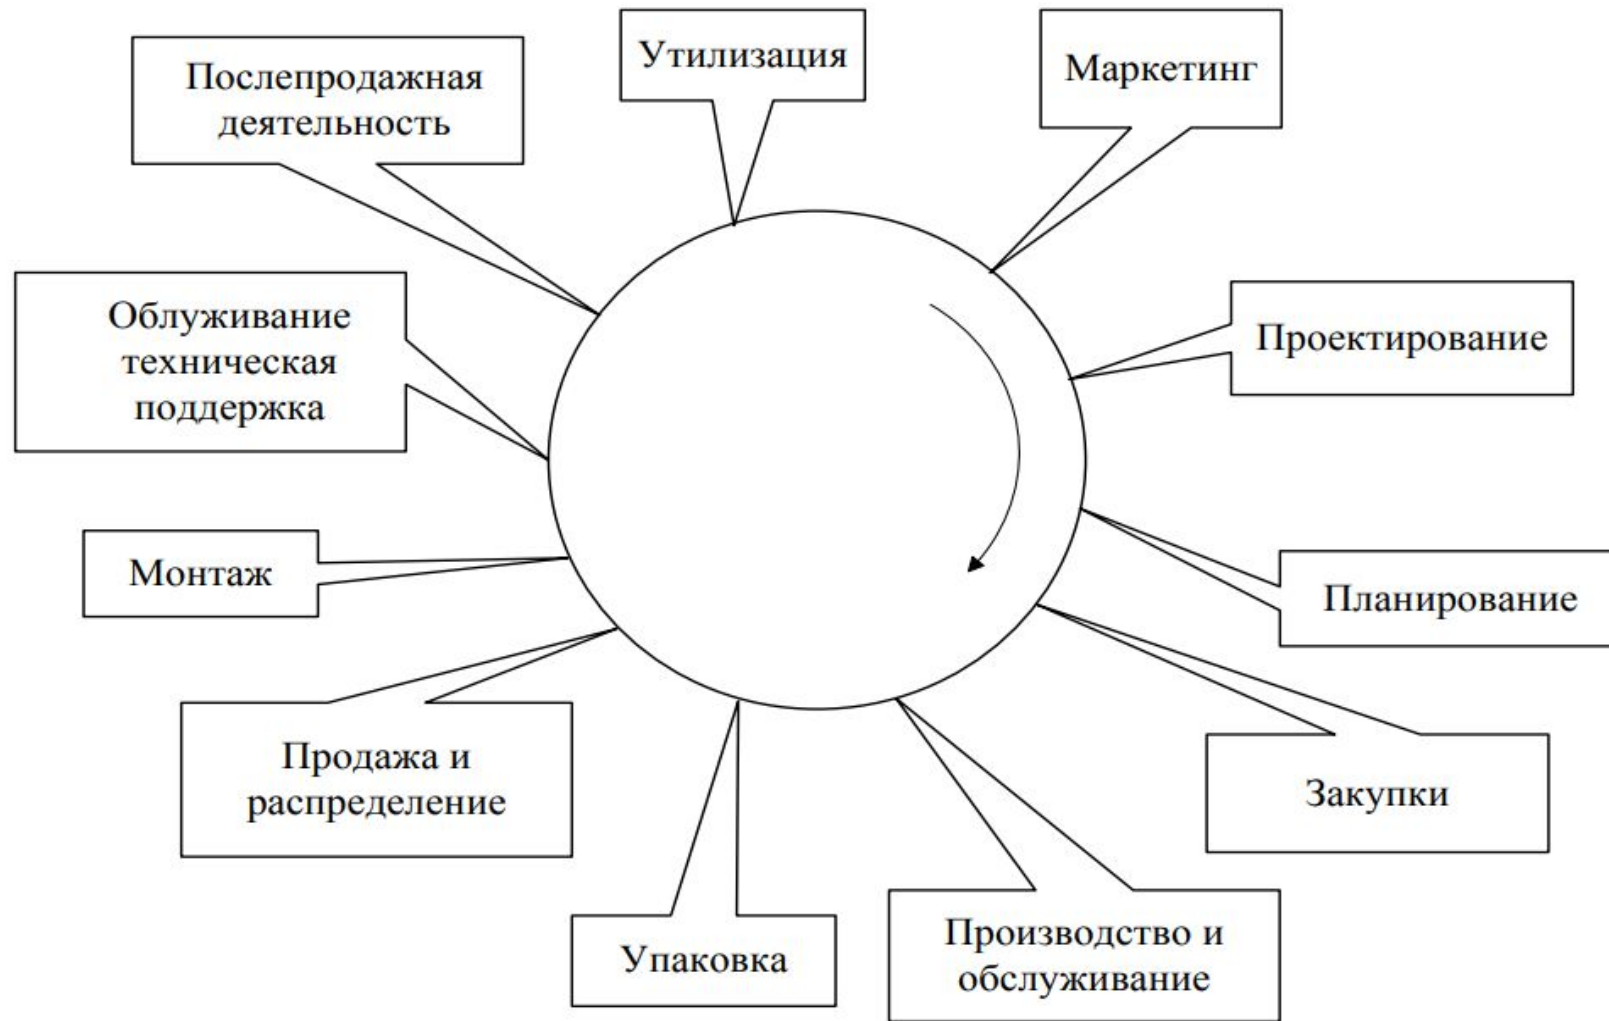 Утилизация
Маркетинг
Послепродажная
деятельность
Проектирование
Облуживание
техническая
поддержка
Планирование
Монтаж
Закупки
Продажа и
распределение
Производство и
обслуживание
Упаковка